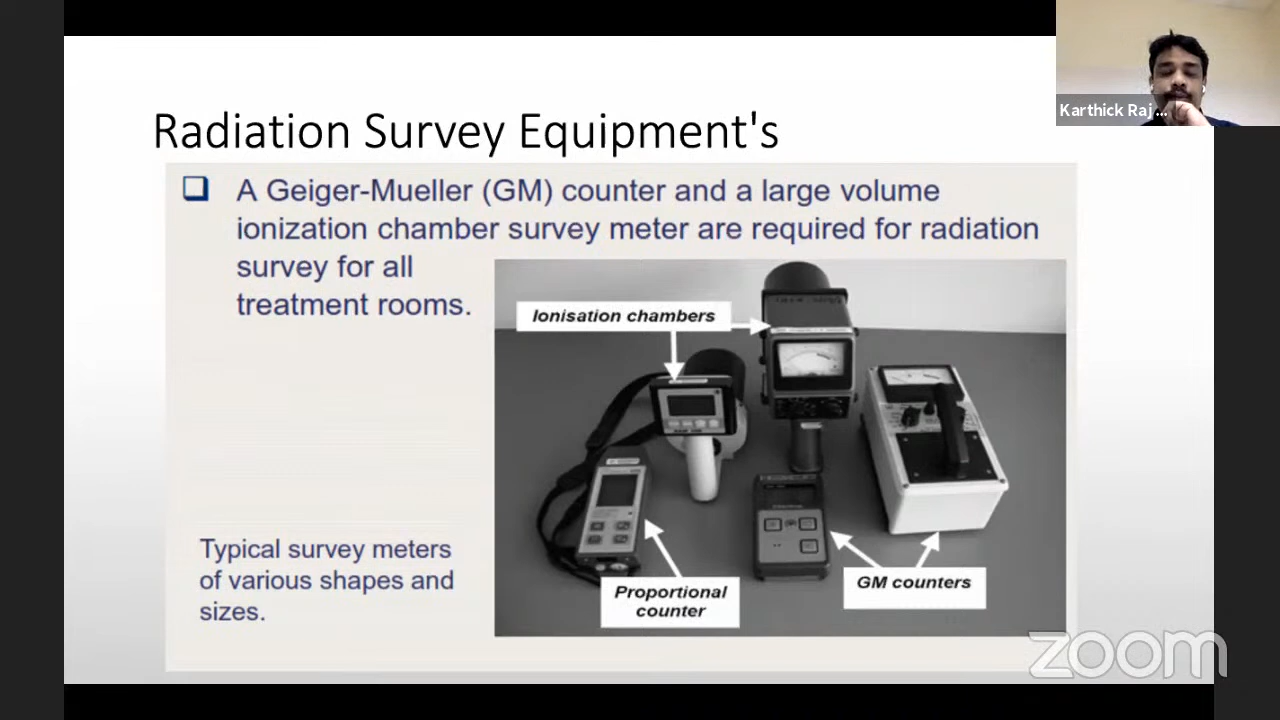 Karthick Raj ...
Radiation Survey Equipment's
A Geiger-Mueller (GM) counter and a large volume
ionization chamber survey meter are required for radiation
survey for all
treatment rooms.
Ionisation chambers
Typical survey meters
of various shapes and
sizes.
Proportional
counter
GM counters
zoom